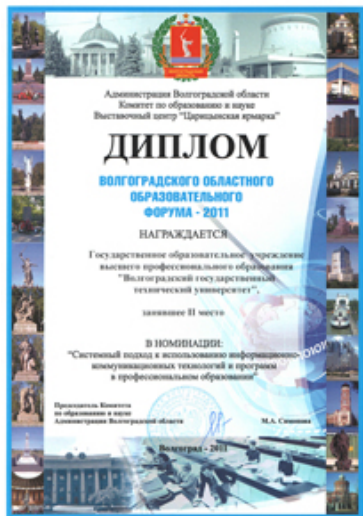 Администрация Волгоградской области
Комитет по образованию и науке
Выставочный центр "Царицынская ярмарка"
ДИПЛОМ
ВОЛГОГРАДСКОГО ОБЛАСТНОГО
ОБРАЗОВАТЕЛЬНОГО
ФОРУМА - 2011
НАГРАЖДАЕТСЯ
Государственное образовательное учреждение
высшего профессионального образования
"Волгоградский государственный
технический университет",
занявшее II место
В НОМИНАЦИИ:
"Системный подход к использованию информационно-
коммуникационных технологий и программ
в профессиональном образовании"
Председатель Комитета
по образованию и науке
Администрации Волгоградской области М.А.
Волгоград - 2011